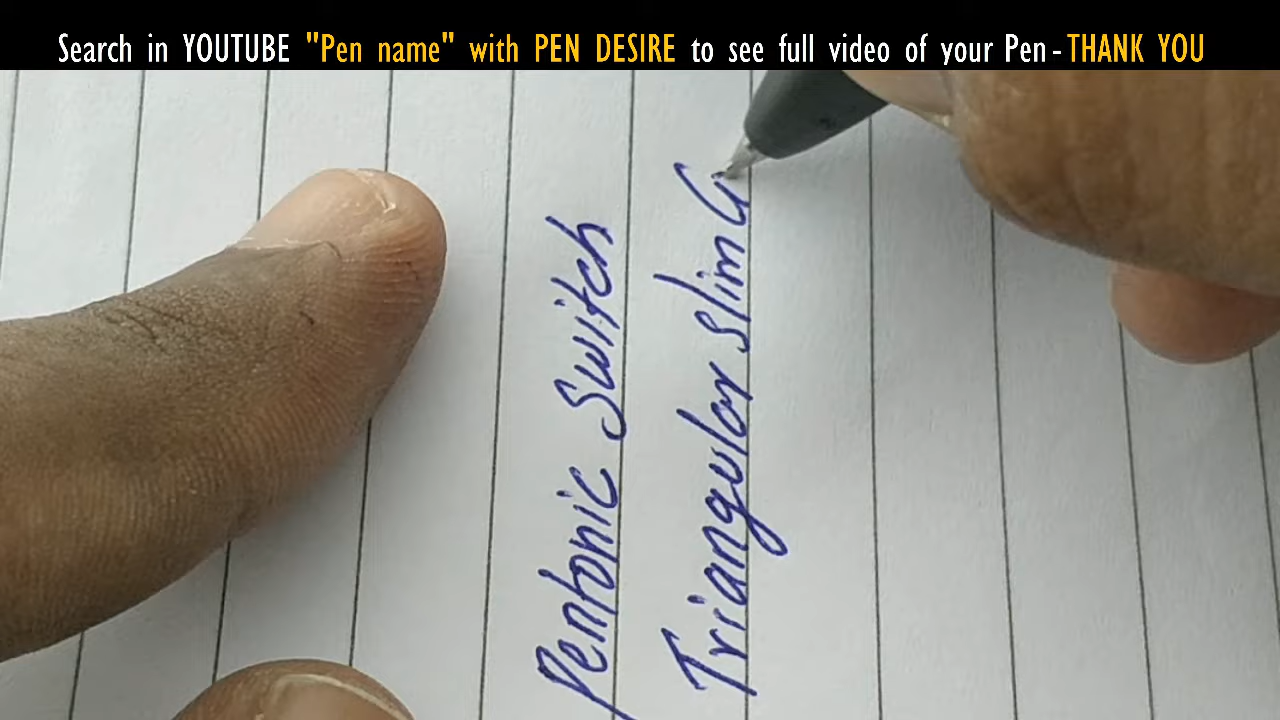 Search in YOUTUBE "Pen name" with PEN DESIRE to see full video of your Pen - THANK YOU
Pentonic Switch
Triangular slim G